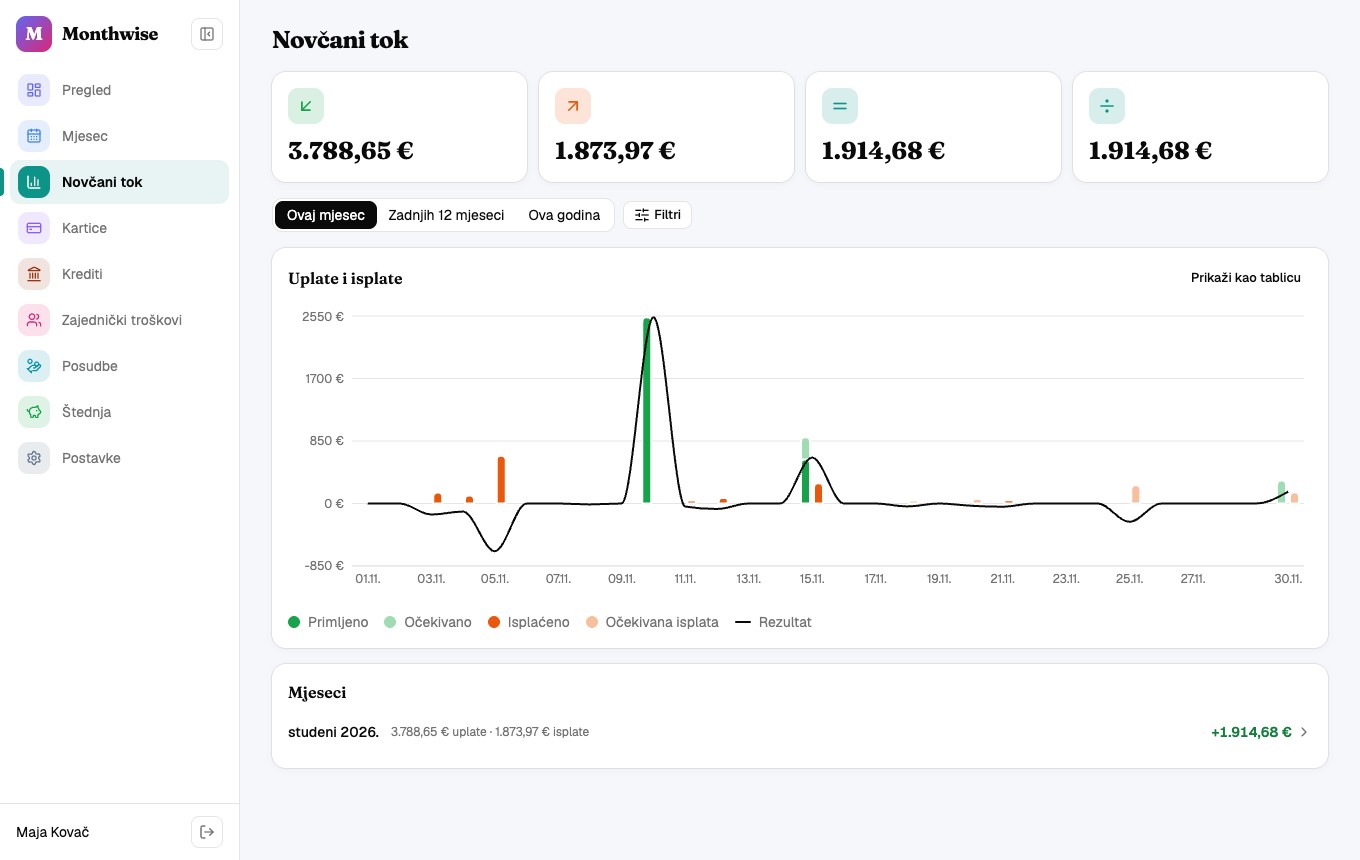 M Monthwise
Pregled
Mjesec
Novčani tok
Kartice
Krediti
Zajednički troškovi
Posudbe
Štednja
Postavke
Maja Kovač
Novčani tok
3.788,65 €
1.873,97 €
1.914,68 €
1.914,68 €
Ovaj mjesec Zadnjih 12 mjeseci Ova godina Filtri
Uplate i isplate Prikaži kao tablicu
2550 €
1700 €
850 €
0 €
-850 €
01.11. 03.11. 05.11. 07.11. 09.11. 11.11. 13.11. 15.11. 17.11. 19.11. 21.11. 23.11. 25.11. 27.11. 30.11.
Primljeno Očekivano Isplaćeno Očekivana isplata Rezultat
Mjeseci
studeni 2026. 3.788,65 € uplate · 1.873,97 € isplate +1.914,68 €